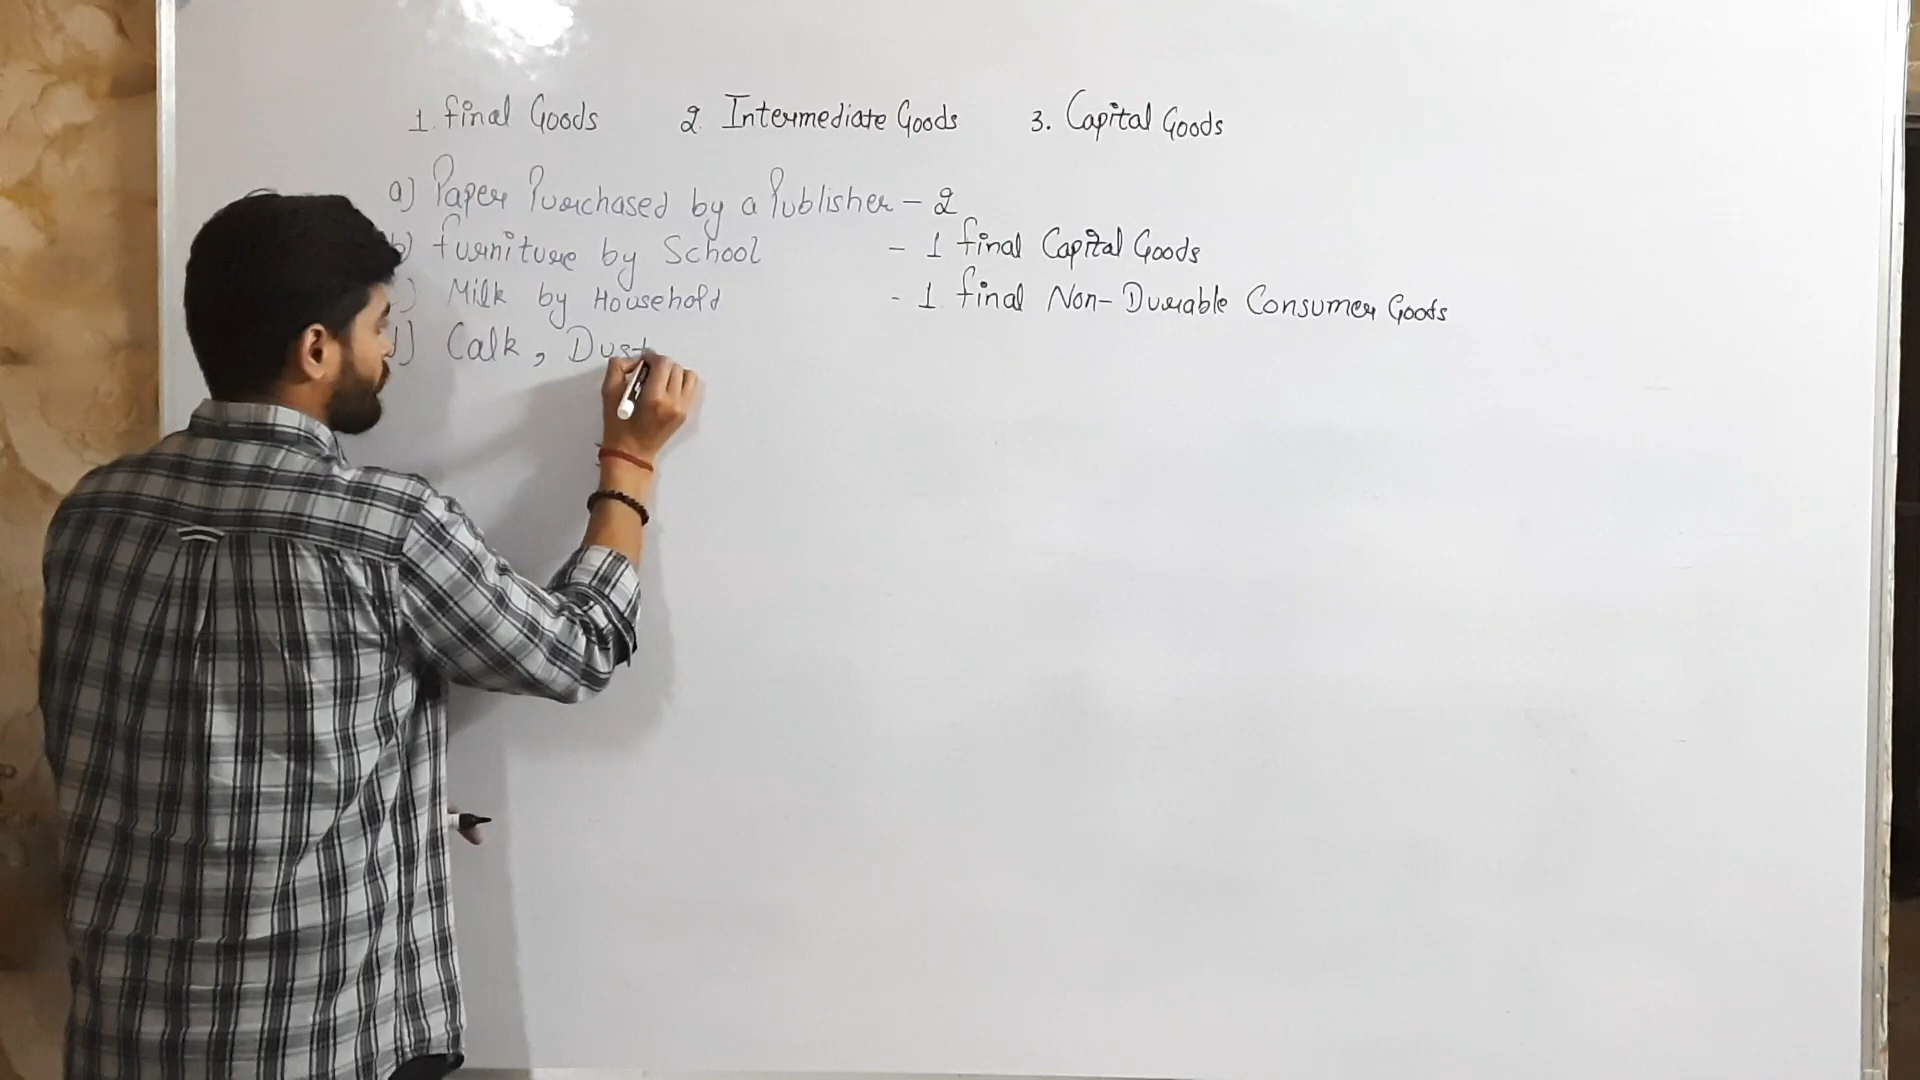 1. Final Goods 2. Intermediate Goods 3. Capital Goods
a) Paper Purchased by a Publisher - 2
b) Furniture by School - 1 Final Capital Goods
) Milk by Household - 1 Final Non-Durable Consumer Goods
d) Calk, Dust